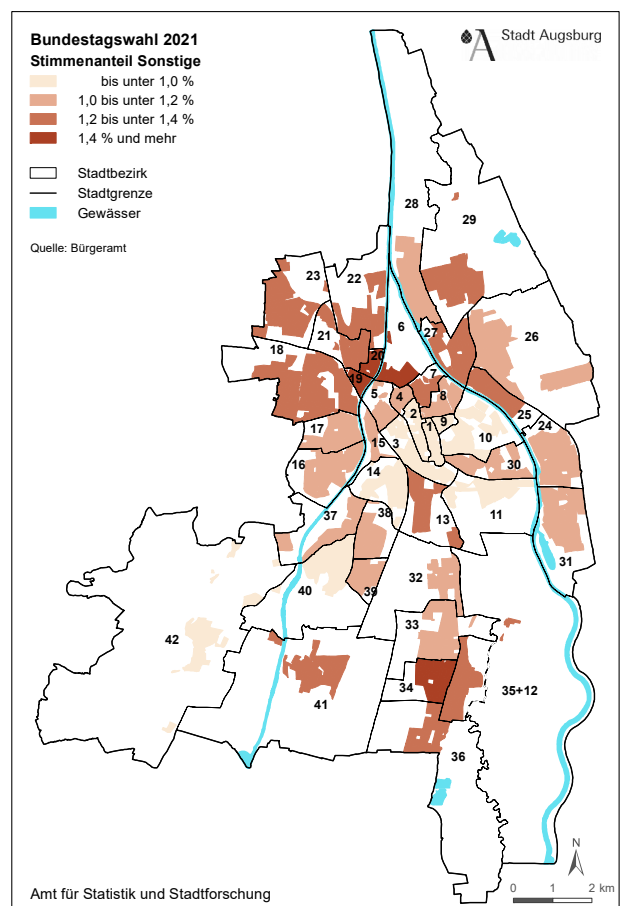 Bundestagswahl 2021
Stimmenanteil Sonstige
bis unter 1,0 %
1,0 bis unter 1,2 %
1,2 bis unter 1,4 %
1,4 % und mehr
Stadtbezirk
Stadtgrenze
Gewässer
Quelle: Bürgeramt
A Stadt Augsburg
28
29
23
22
6
27
26
21
18
20
19
7
5
4
8
2
25
24
17
1
9
10
15
3
16
14
30
37
38
13
11
31
32
40
39
33
42
34
35+12
41
36
N
0 1 2 km
Amt für Statistik und Stadtforschung